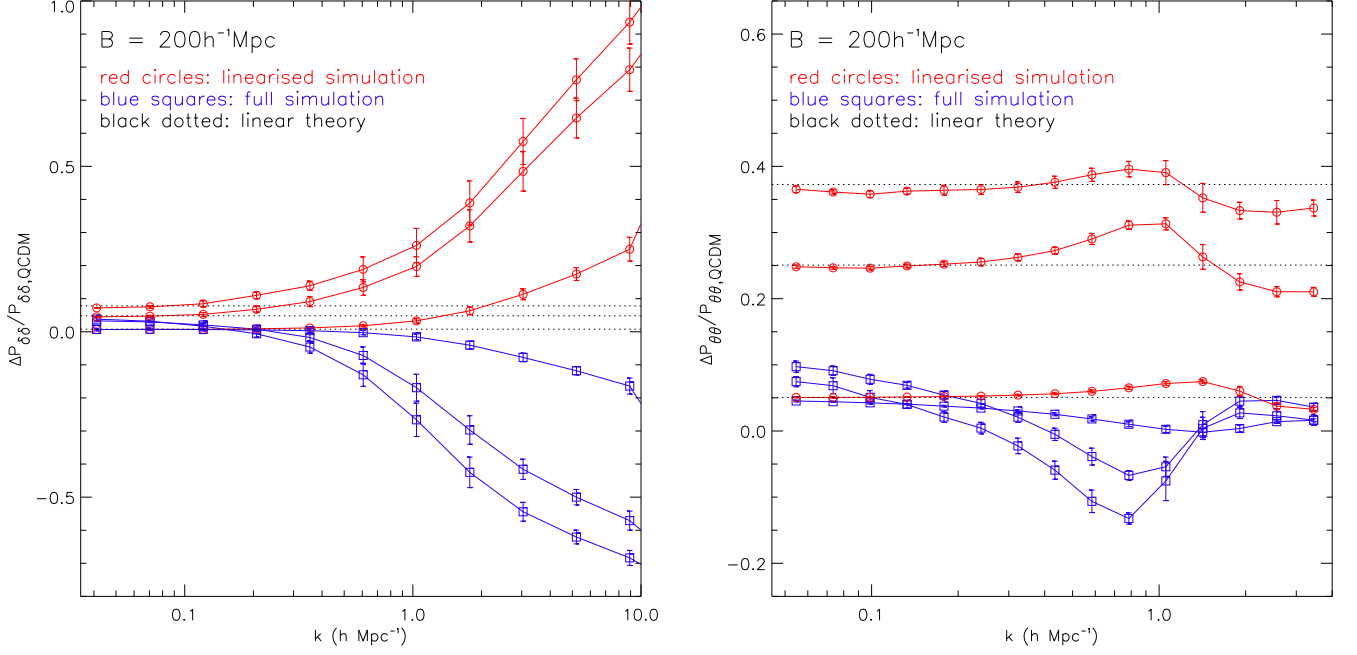 B = 200h⁻¹Mpc
red circles: linearised simulation
blue squares: full simulation
black dotted: linear theory
1.0
0.5
0.0
−0.5
ΔP_δδ/P_δδ,QCDM
0.1
1.0
10.0
k (h Mpc⁻¹)
B = 200h⁻¹Mpc
red circles: linearised simulation
blue squares: full simulation
black dotted: linear theory
0.6
0.4
0.2
0.0
−0.2
ΔP_θθ/P_θθ,QCDM
0.1
1.0
k (h Mpc⁻¹)